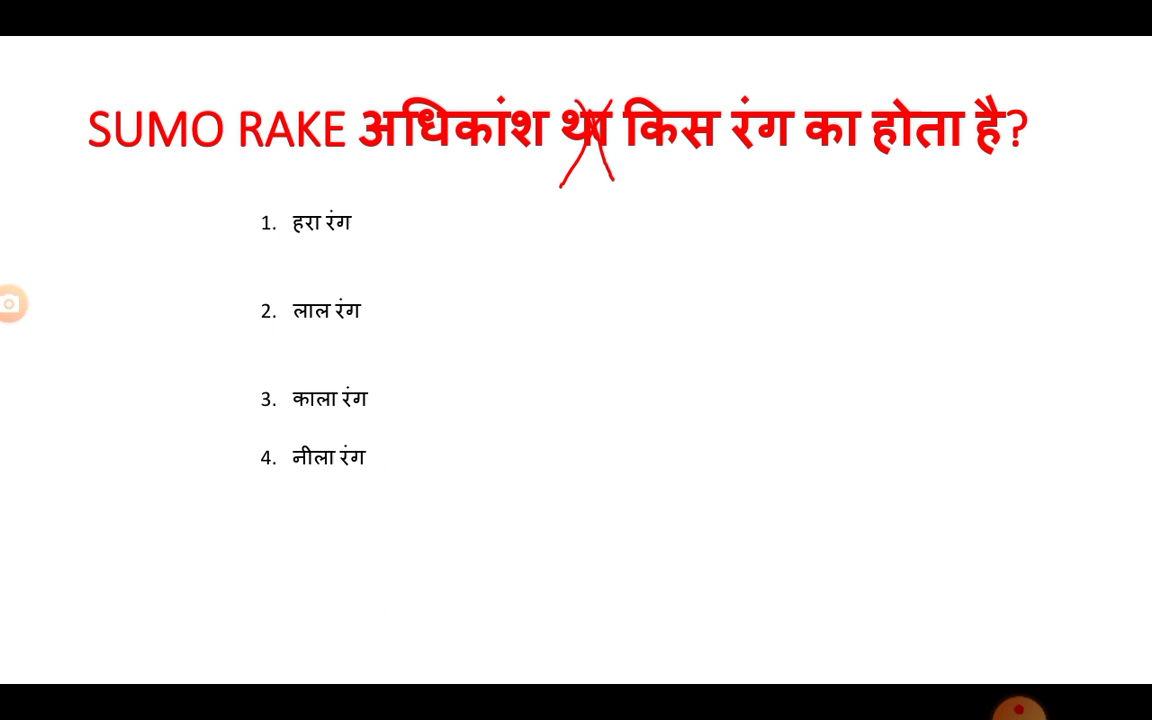 SUMO RAKE अधिकांश था किस रंग का होता है?
1. हरा रंग
2. लाल रंग
3. काला रंग
4. नीला रंग